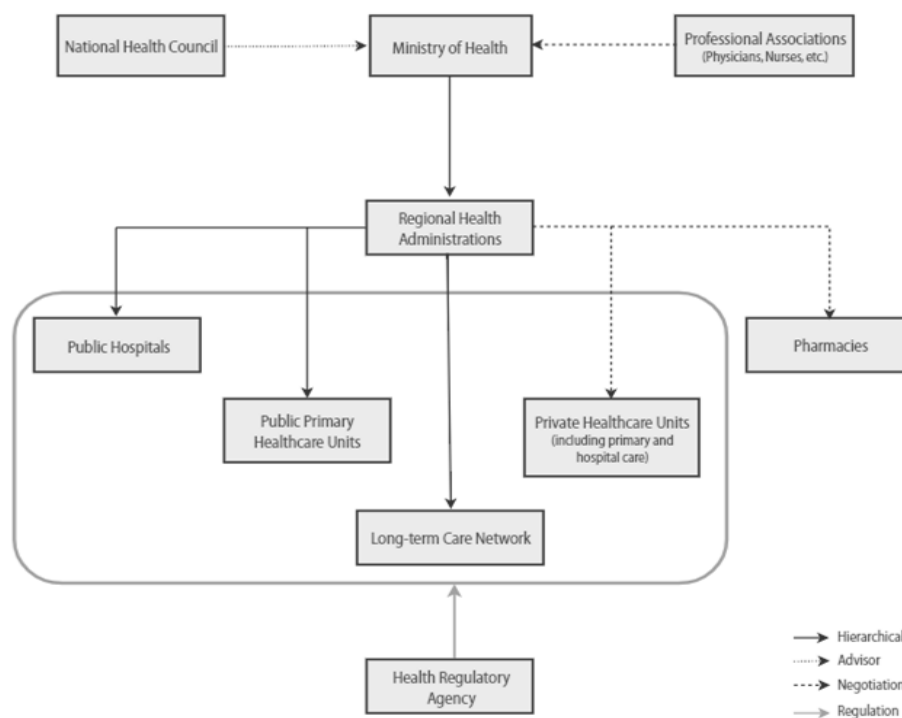 National Health Council
Ministry of Health
Professional Associations
(Physicians, Nurses, etc.)
Regional Health
Administrations
Public Hospitals
Pharmacies
Public Primary
Healthcare Units
Private Healthcare Units
(including primary and
hospital care)
Long-term Care Network
Health Regulatory
Agency
Hierarchical
Advisor
Negotiation
Regulation